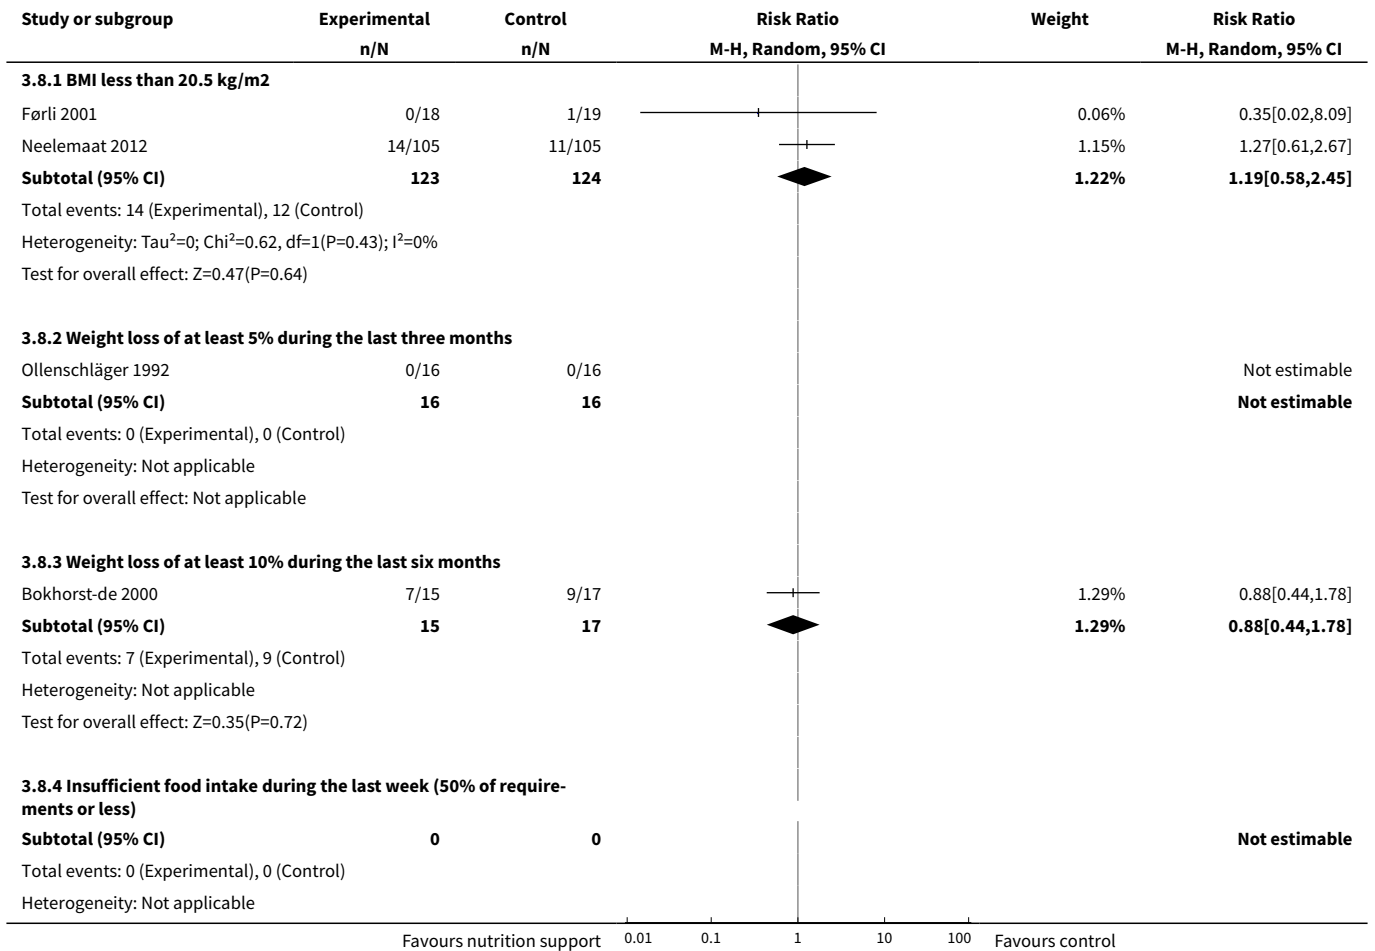 Study or subgroup Experimental Control Risk Ratio Weight Risk Ratio
n/N n/N M-H, Random, 95% CI M-H, Random, 95% CI
3.8.1 BMI less than 20.5 kg/m2
Førli 2001 0/18 1/19 0.06% 0.35[0.02,8.09]
Neelemaat 2012 14/105 11/105 1.15% 1.27[0.61,2.67]
Subtotal (95% CI) 123 124 1.22% 1.19[0.58,2.45]
Total events: 14 (Experimental), 12 (Control)
Heterogeneity: Tau²=0; Chi²=0.62, df=1(P=0.43); I²=0%
Test for overall effect: Z=0.47(P=0.64)
3.8.2 Weight loss of at least 5% during the last three months
Ollenschläger 1992 0/16 0/16 Not estimable
Subtotal (95% CI) 16 16 Not estimable
Total events: 0 (Experimental), 0 (Control)
Heterogeneity: Not applicable
Test for overall effect: Not applicable
3.8.3 Weight loss of at least 10% during the last six months
Bokhorst-de 2000 7/15 9/17 1.29% 0.88[0.44,1.78]
Subtotal (95% CI) 15 17 1.29% 0.88[0.44,1.78]
Total events: 7 (Experimental), 9 (Control)
Heterogeneity: Not applicable
Test for overall effect: Z=0.35(P=0.72)
3.8.4 Insufficient food intake during the last week (50% of require-
ments or less)
Subtotal (95% CI) 0 0 Not estimable
Total events: 0 (Experimental), 0 (Control)
Heterogeneity: Not applicable
Favours nutrition support 0.01 0.1 1 10 100 Favours control